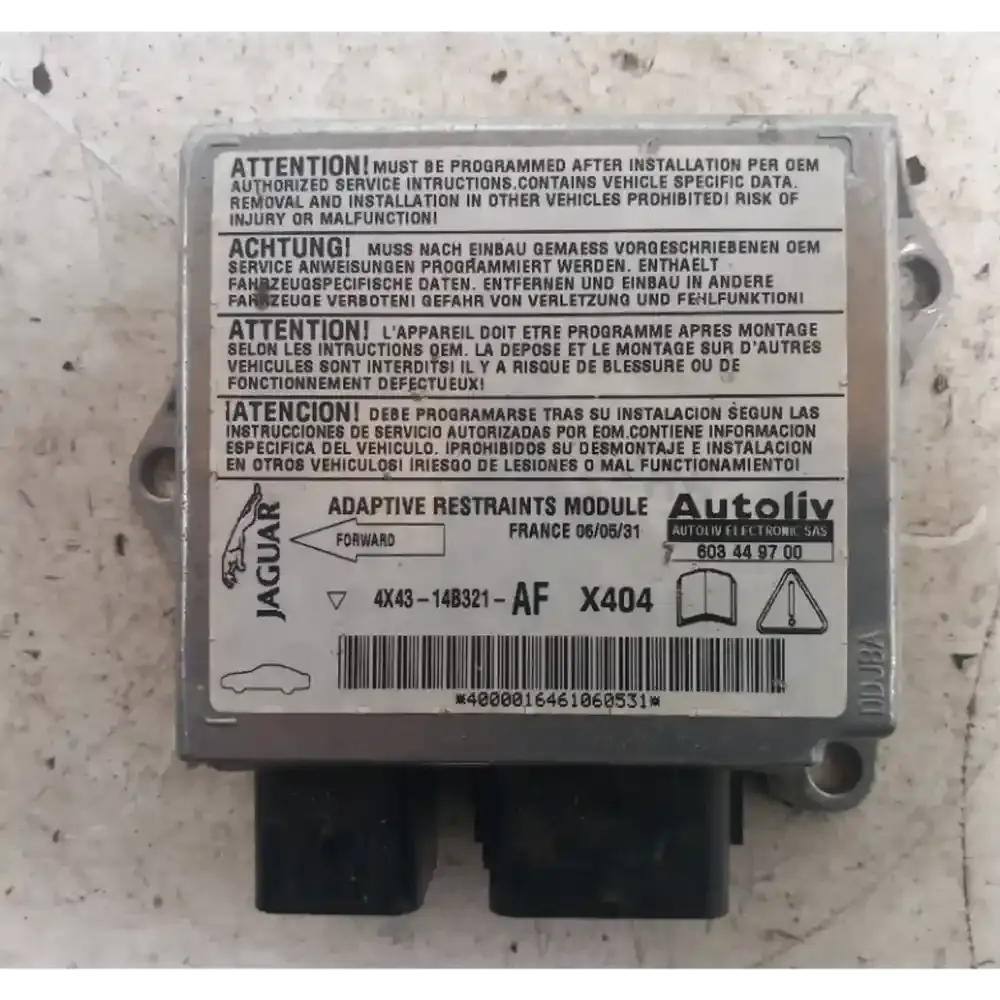 ATTENTION! MUST BE PROGRAMMED AFTER INSTALLATION PER OEM
AUTHORIZED SERVICE INTRUCTIONS.CONTAINS VEHICLE SPECIFIC DATA.
REMOVAL AND INSTALLATION IN OTHER VEHICLES PROHIBITED! RISK OF
INJURY OR MALFUNCTION!
ACHTUNG! MUSS NACH EINBAU GEMAESS VORGESCHRIEBENEN OEM
SERVICE ANWEISUNGEN PROGRAMMIERT WERDEN. ENTHAELT
FAHRZEUGSPECIFISCHE DATEN. ENTFERNEN UND EINBAU IN ANDERE
FAHRZEUGE VERBOTEN! GEFAHR VON VERLETZUNG UND FEHLFUNKTION!
ATTENTION! L'APPAREIL DOIT ETRE PROGRAMME APRES MONTAGE
SELON LES INTRUCTIONS OEM. LA DEPOSE ET LE MONTAGE SUR D'AUTRES
VEHICULES SONT INTERDITS! IL Y A RISQUE DE BLESSURE OU DE
FONCTIONNEMENT DEFECTUEUX!
¡ATENCION! DEBE PROGRAMARSE TRAS SU INSTALACION SEGUN LAS
INSTRUCCIONES DE SERVICIO AUTORIZADAS POR EOM.CONTIENE INFORMACION
ESPECIFICA DEL VEHICULO. ¡PROHIBIDOS SU DESMONTAJE E INSTALACION
EN OTROS VEHICULOS! ¡RIESGO DE LESIONES O MAL FUNCTIONAMIENTO!
JAGUAR
ADAPTIVE RESTRAINTS MODULE
FRANCE 06/05/31
FORWARD
Autoliv
AUTOLIV ELECTRONIC SAS
603 44 97 00
4X43-14B321-AF X404
*4000016461060531*
DDJBA